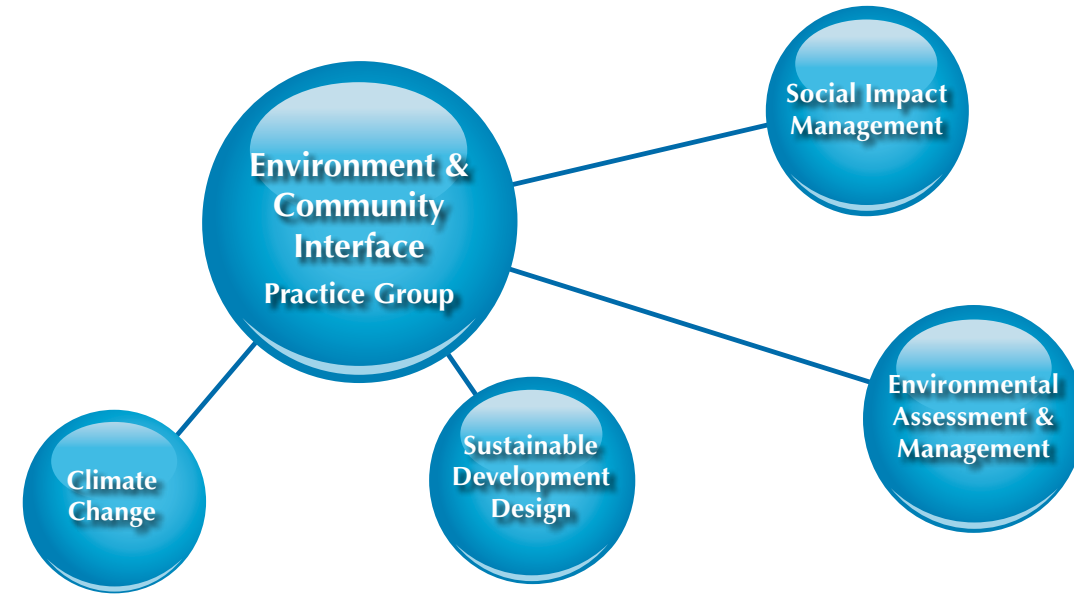 Environment &
Community
Interface
Practice Group
Social Impact
Management
Environmental
Assessment &
Management
Sustainable
Development
Design
Climate
Change